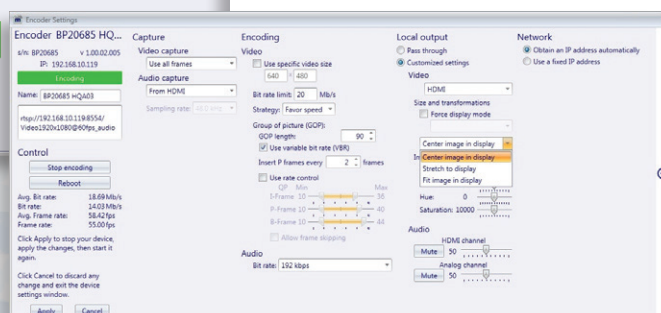 Encoder Settings
Encoder BP20685 HQ...
s/n: BP20685 v 1.00.02.005
IP: 192.168.10.119
Encoding
Name: BP20685 HQA03
rtsp://192.168.10.119:8554/
Video1920x1080@60fps_audio
Control
Stop encoding
Reboot
Avg. Bit rate: 18.69 Mb/s
Bit rate: 14.03 Mb/s
Avg. Frame rate: 58.42 fps
Frame rate: 55.00 fps
Click Apply to stop your device,
apply the changes, then start it
again.
Click Cancel to discard any
change and exit the device
settings window.
Apply Cancel
Capture
Video capture
Use all frames
Audio capture
From HDMI
Sampling rate: 48.0 kHz
Encoding
Video
Use specific video size
640 * 480
Bit rate limit: 20 Mb/s
Strategy: Favor speed
Group of picture (GOP):
GOP length: 90
Use variable bit rate (VBR)
Insert P frames every 2 frames
Use rate control
QP Min Max
I-Frame 10 36
P-Frame 10 40
B-Frame 10 44
Allow frame skipping
Audio
Bit rate: 192 kbps
Local output
Pass through
Customized settings
Video
HDMI
Size and transformations
Force display mode
Center image in display
Center image in display
Stretch to display
Fit image in display
Hue: 0
Saturation: 10000
Audio
HDMI channel
Mute 50
Analog channel
Mute 50
Network
Obtain an IP address automatically
Use a fixed IP address